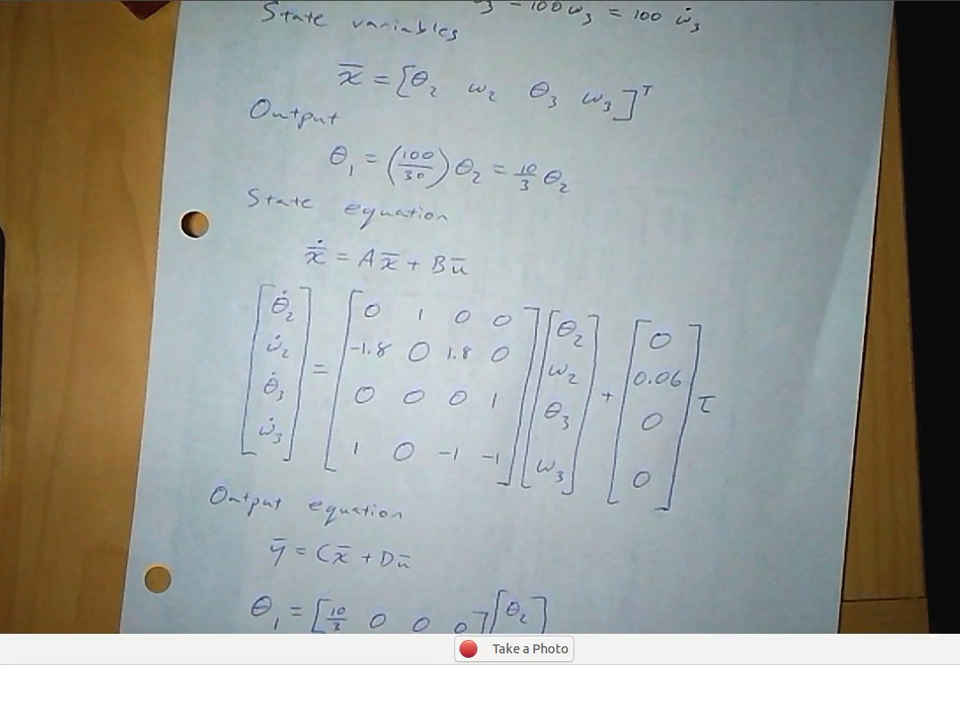 - 100ω₃ = 100 ω̇₃
State variables
x̄ = [θ₂ ω₂ θ₃ ω₃]ᵀ
Output
θ₁ = (100/30) θ₂ = 10/3 θ₂
State equation
x̄̇ = Ax̄ + Bū
[θ̇₂ ω̇₂ θ̇₃ ω̇₃] = [0 1 0 0
-1.8 0 1.8 0
0 0 0 1
1 0 -1 -1] [θ₂ ω₂ θ₃ ω₃] + [0 0.06 0 0] τ
Output equation
ȳ = Cx̄ + Dū
θ₁ = [10/3 0 0 0] [θ₂]
Take a Photo